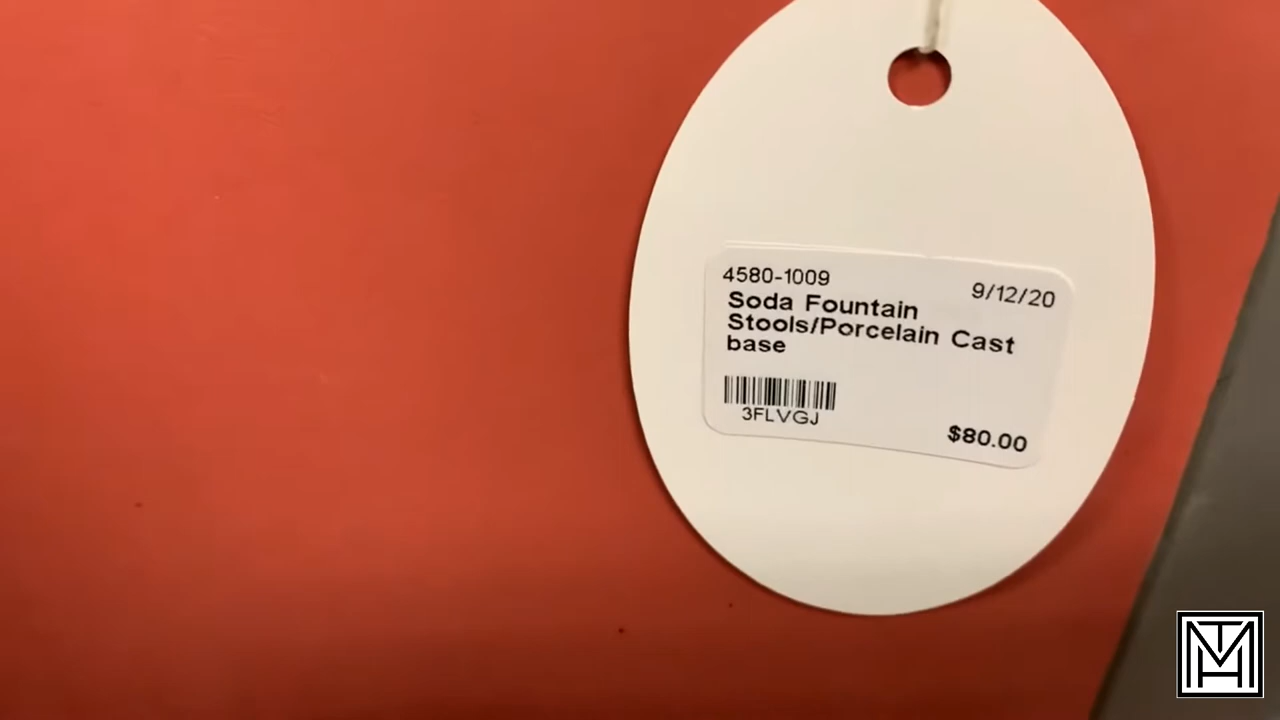 4580-1009 9/12/20
Soda Fountain
Stools/Porcelain Cast
base
3FLVGJ
$80.00